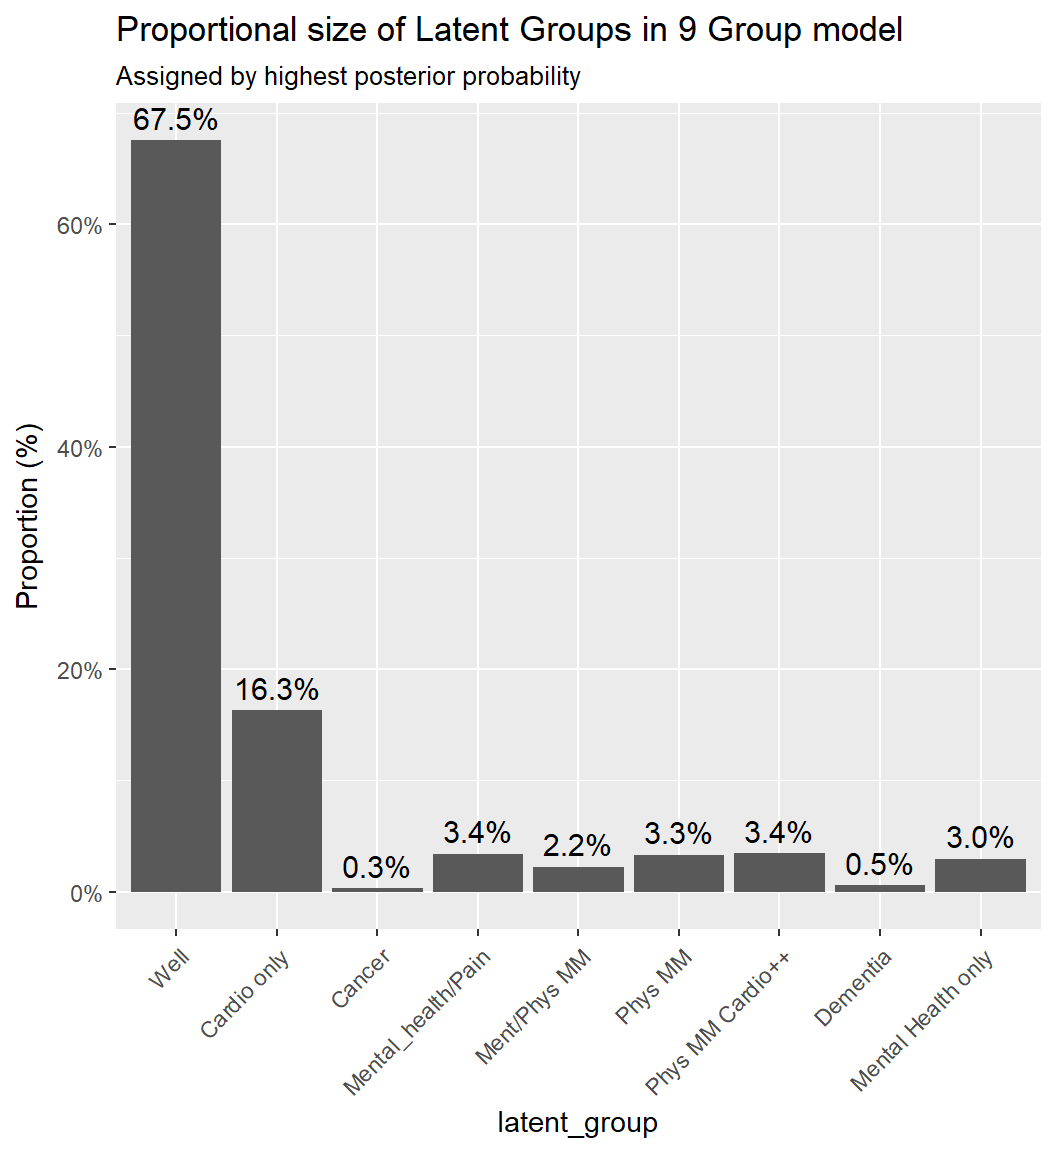 Proportional size of Latent Groups in 9 Group model
Assigned by highest posterior probability
Proportion (%)
60%
40%
20%
0%
67.5%
16.3%
0.3%
3.4%
2.2%
3.3%
3.4%
0.5%
3.0%
Well
Cardio only
Cancer
Mental_health/Pain
Ment/Phys MM
Phys MM
Phys MM Cardio++
Dementia
Mental Health only
latent_group